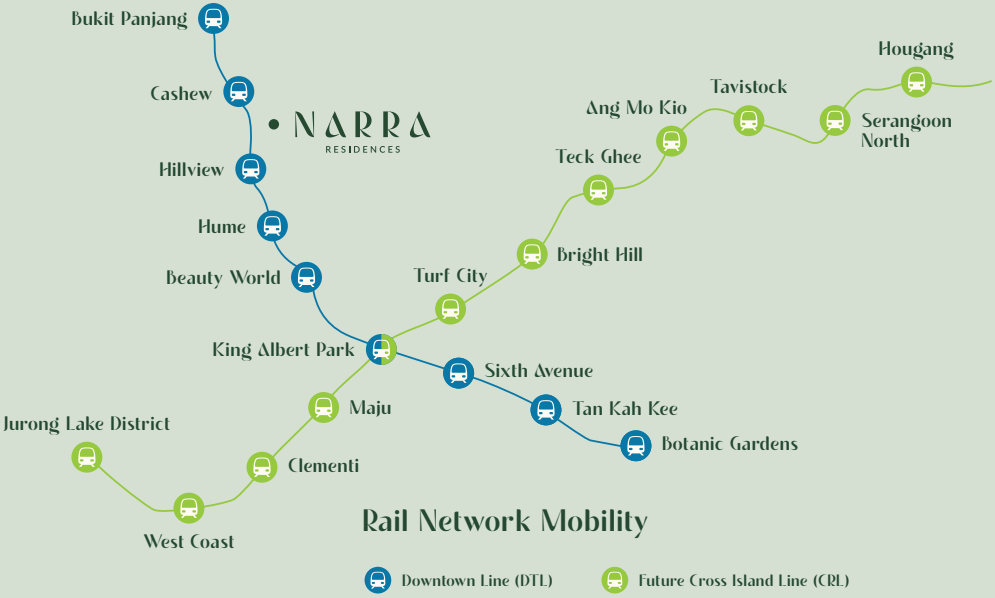 Bukit Panjang
Hougang
Cashew
Tavistock
Ang Mo Kio
NARRA
RESIDENCES
Serangoon
North
Teck Ghee
Hillview
Hume
Bright Hill
Beauty World
Turf City
King Albert Park
Sixth Avenue
Maju
Tan Kah Kee
Jurong Lake District
Botanic Gardens
Clementi
Rail Network Mobility
West Coast
Downtown Line (DTL)
Future Cross Island Line (CRL)